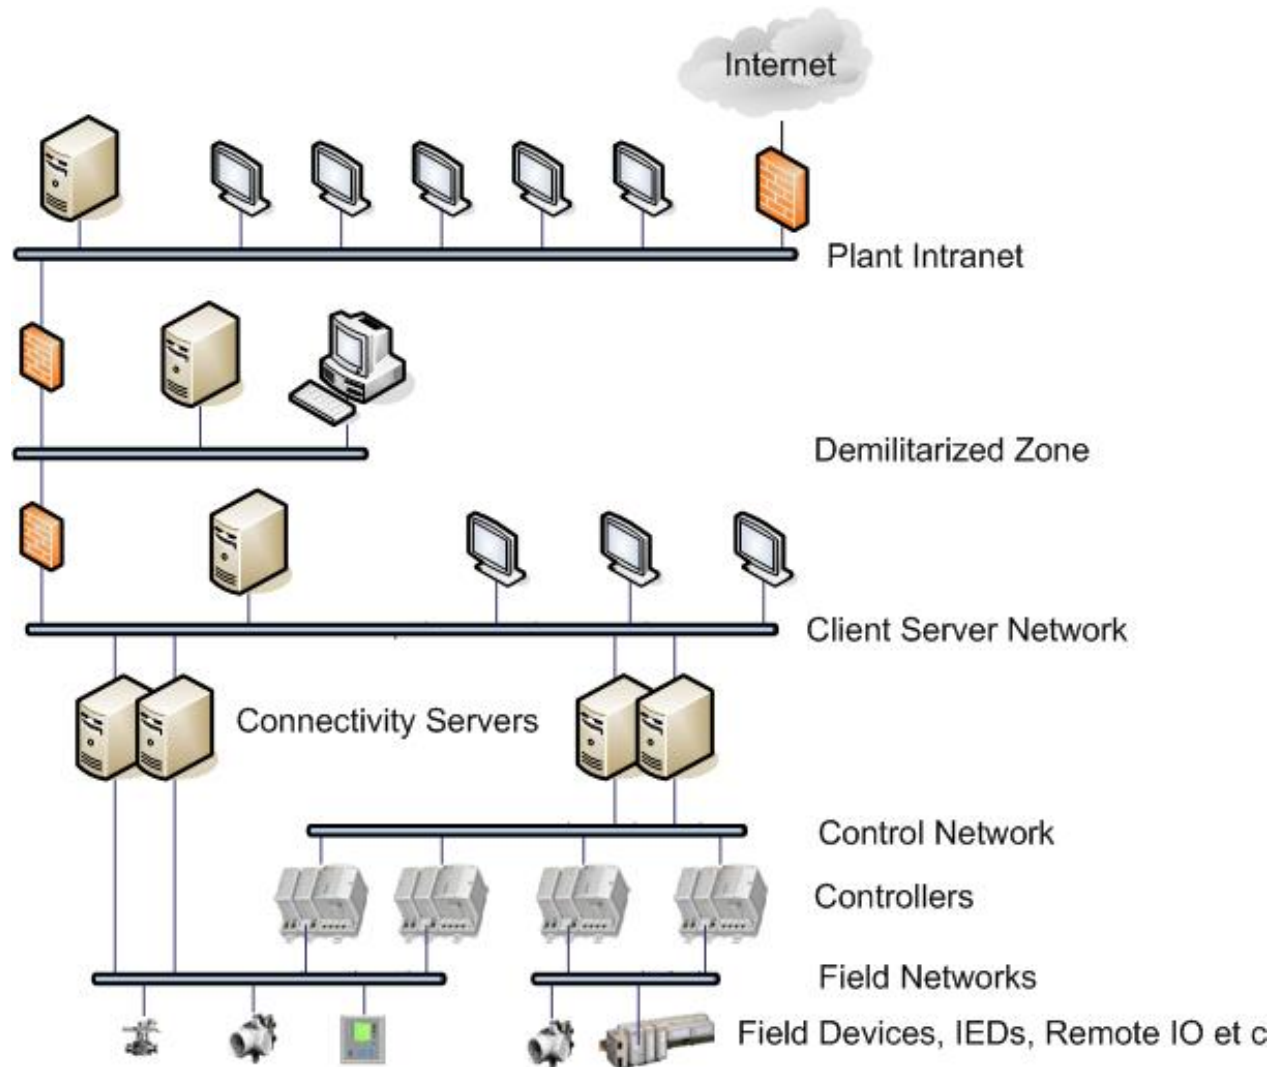 Internet
Plant Intranet
Demilitarized Zone
Client Server Network
Connectivity Servers
Control Network
Controllers
Field Networks
Field Devices, IEDs, Remote IO et c